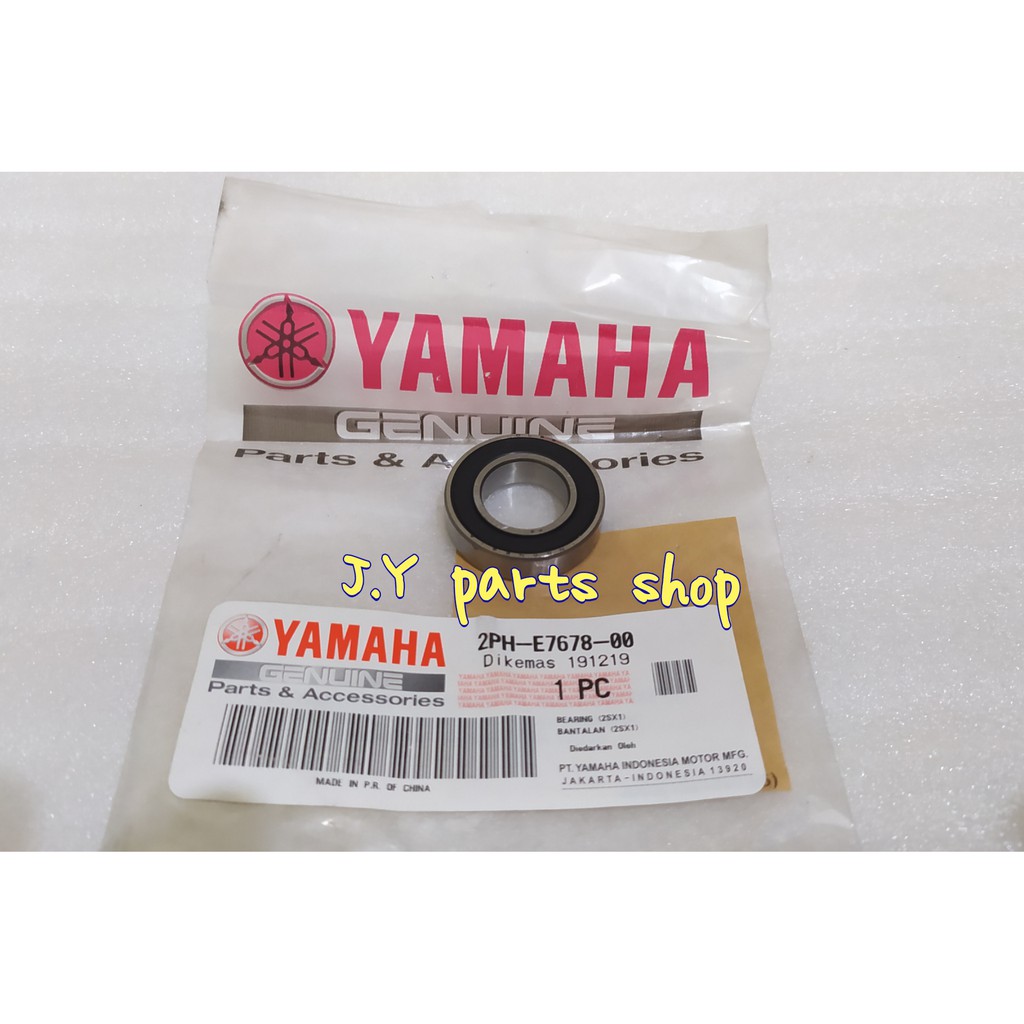 YAMAHA
GENUINE
Parts & A ories
J.Y parts shop
YAMAHA
GENUINE
Parts & Accessories
2PH-E7678-00
Dikemas 191219
1 PC
BEARING (2SX1)
BANTALAN (2SX1)
Diedarkan Oleh
PT. YAMAHA INDONESIA MOTOR MFG.
JAKARTA-INDONESIA 13920
MADE IN P.R. OF CHINA